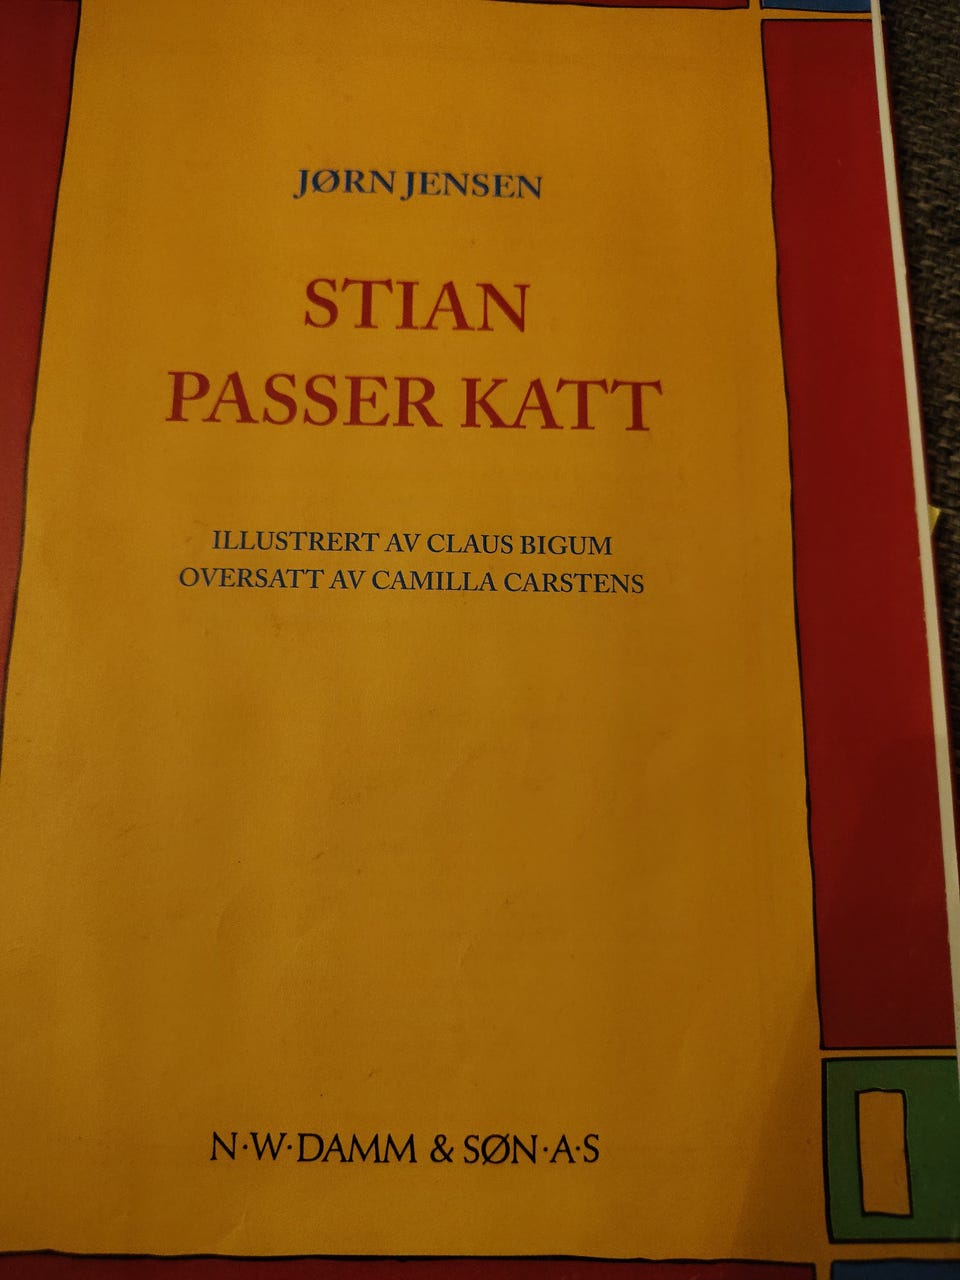 JØRN JENSEN
STIAN
PASSER KATT
ILLUSTRERT AV CLAUS BIGUM
OVERSATT AV CAMILLA CARSTENS
N·W·DAMM & SØN·A·S